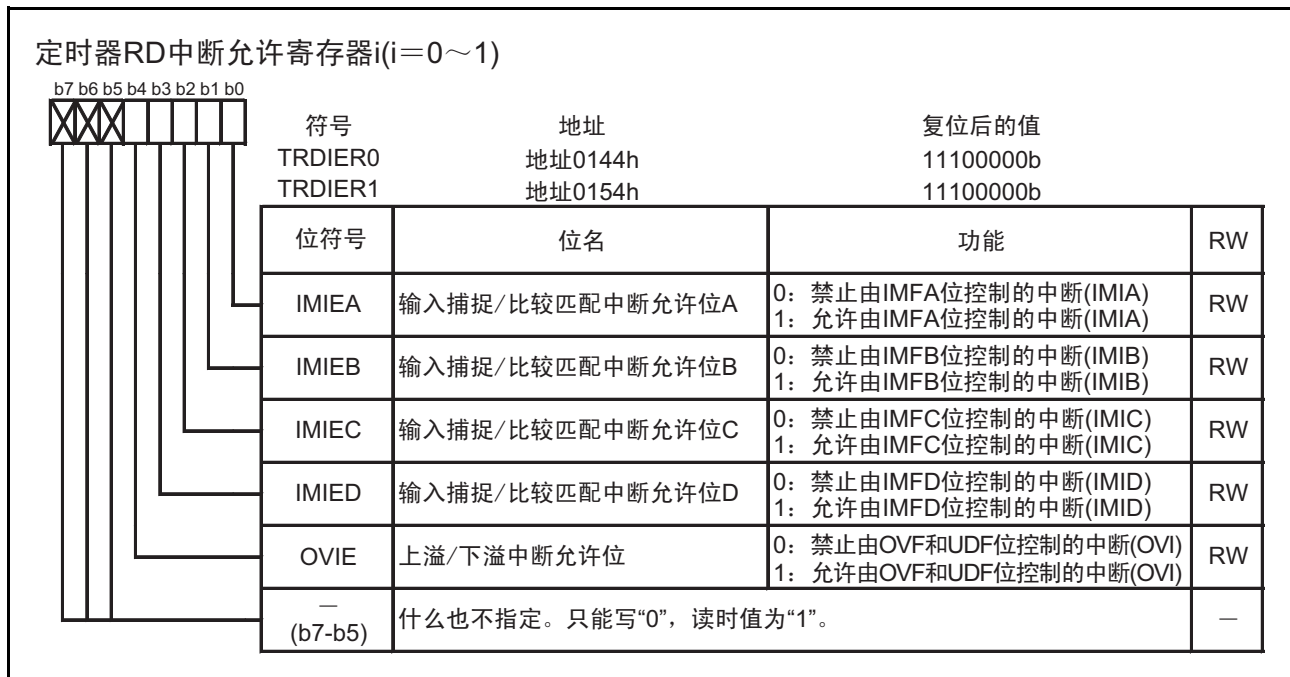 定时器RD中断允许寄存器i(i＝0～1)
b7 b6 b5 b4 b3 b2 b1 b0
符号 地址 复位后的值
TRDIER0 地址0144h 11100000b
TRDIER1 地址0154h 11100000b
位符号 位名 功能 RW
IMIEA 输入捕捉/比较匹配中断允许位A 0：禁止由IMFA位控制的中断(IMIA) RW
1：允许由IMFA位控制的中断(IMIA)
IMIEB 输入捕捉/比较匹配中断允许位B 0：禁止由IMFB位控制的中断(IMIB) RW
1：允许由IMFB位控制的中断(IMIB)
IMIEC 输入捕捉/比较匹配中断允许位C 0：禁止由IMFC位控制的中断(IMIC) RW
1：允许由IMFC位控制的中断(IMIC)
IMIED 输入捕捉/比较匹配中断允许位D 0：禁止由IMFD位控制的中断(IMID) RW
1：允许由IMFD位控制的中断(IMID)
OVIE 上溢/下溢中断允许位 0：禁止由OVF和UDF位控制的中断(OVI) RW
1：允许由OVF和UDF位控制的中断(OVI)
— 什么也不指定。只能写“0”，读时值为“1”。 —
(b7-b5)